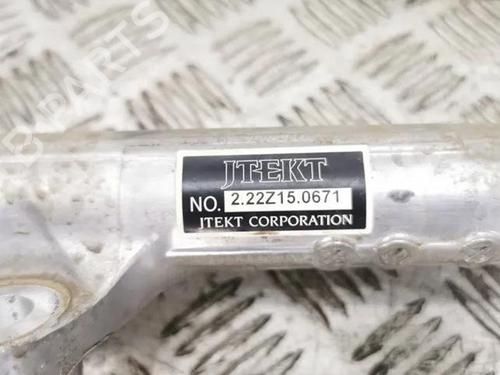 JTEKT
NO. 2.22Z15.0671
JTEKT CORPORATION